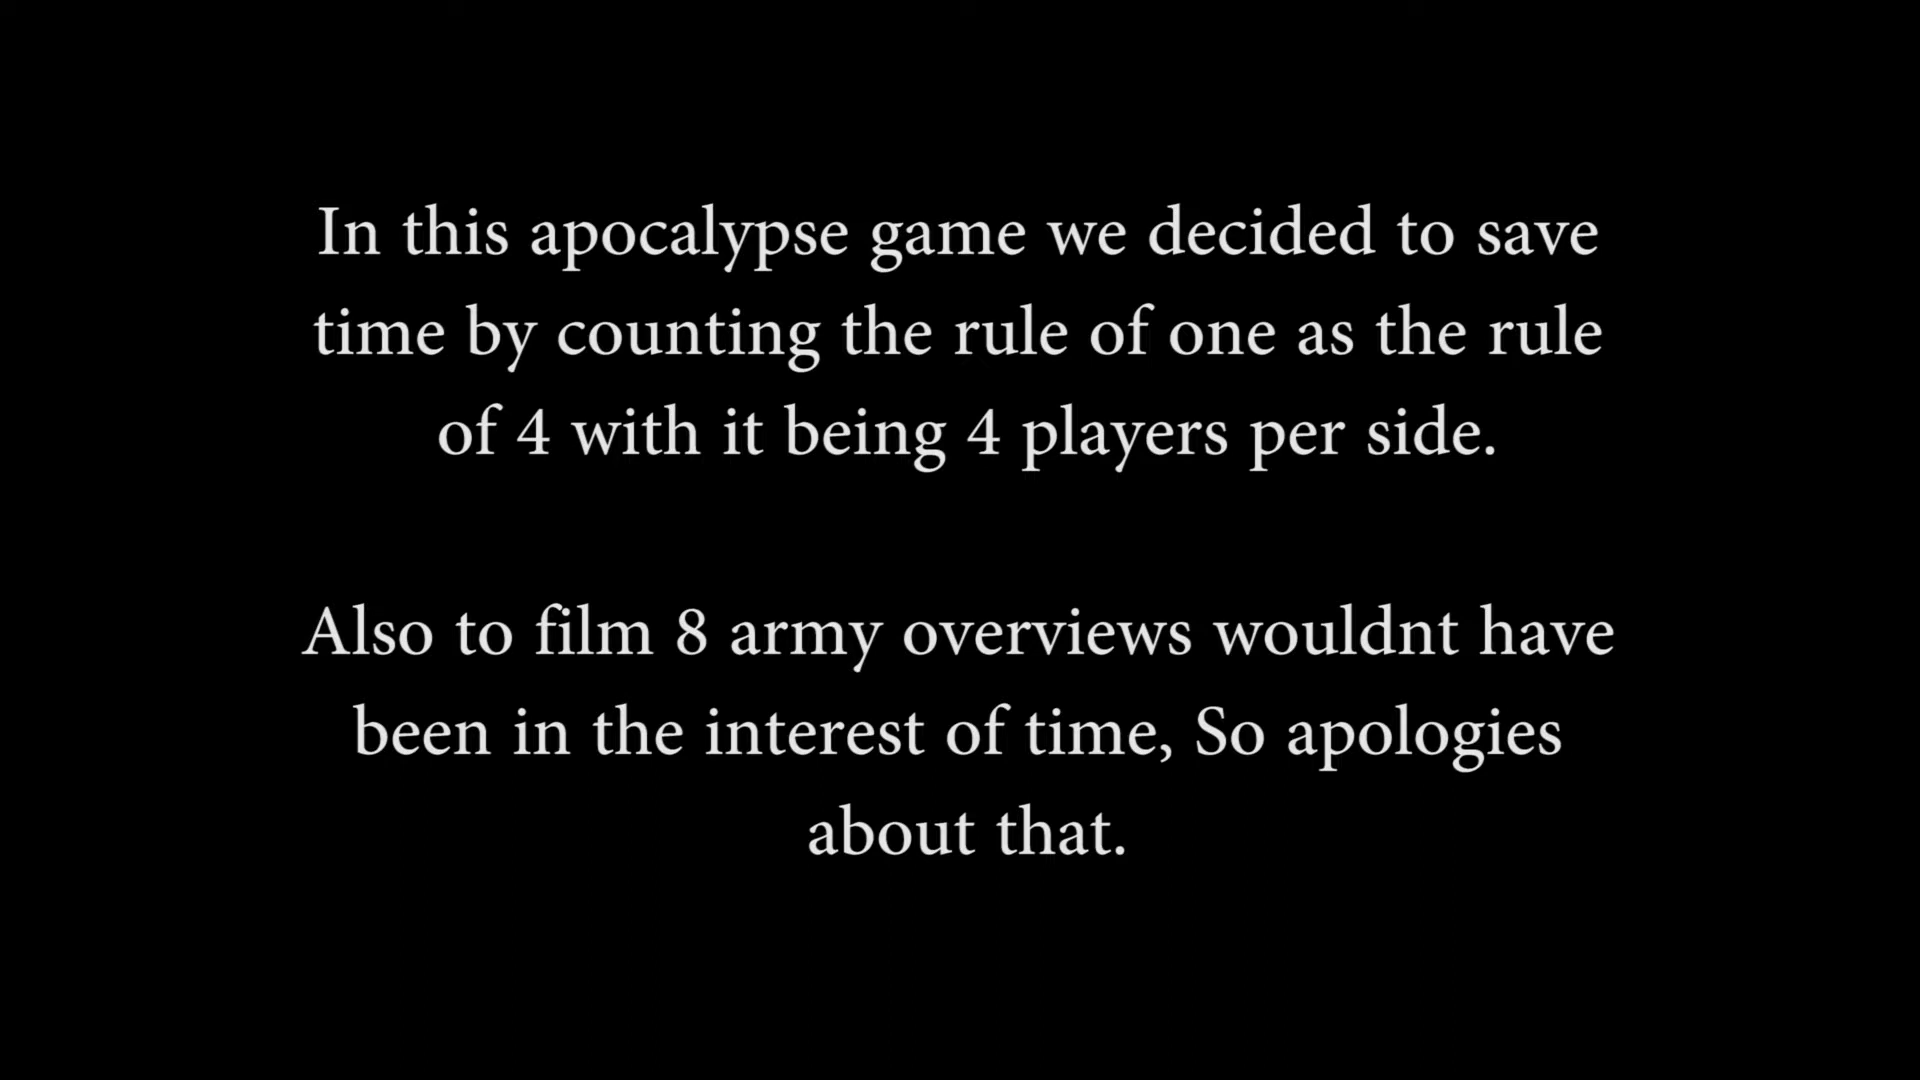 In this apocalypse game we decided to save
time by counting the rule of one as the rule
of 4 with it being 4 players per side.
Also to film 8 army overviews wouldnt have
been in the interest of time, So apologies
about that.